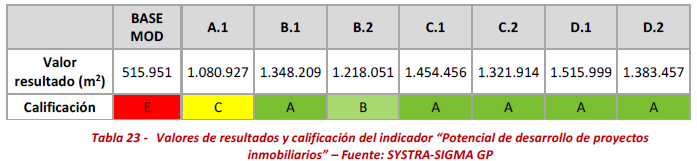 BASE MOD A.1 B.1 B.2 C.1 C.2 D.1 D.2
Valor resultado (m²) 515.951 1.080.927 1.348.209 1.218.051 1.454.456 1.321.914 1.515.999 1.383.457
Calificación E C A B A A A A
Tabla 23 - Valores de resultados y calificación del indicador “Potencial de desarrollo de proyectos
inmobiliarios” – Fuente: SYSTRA-SIGMA GP